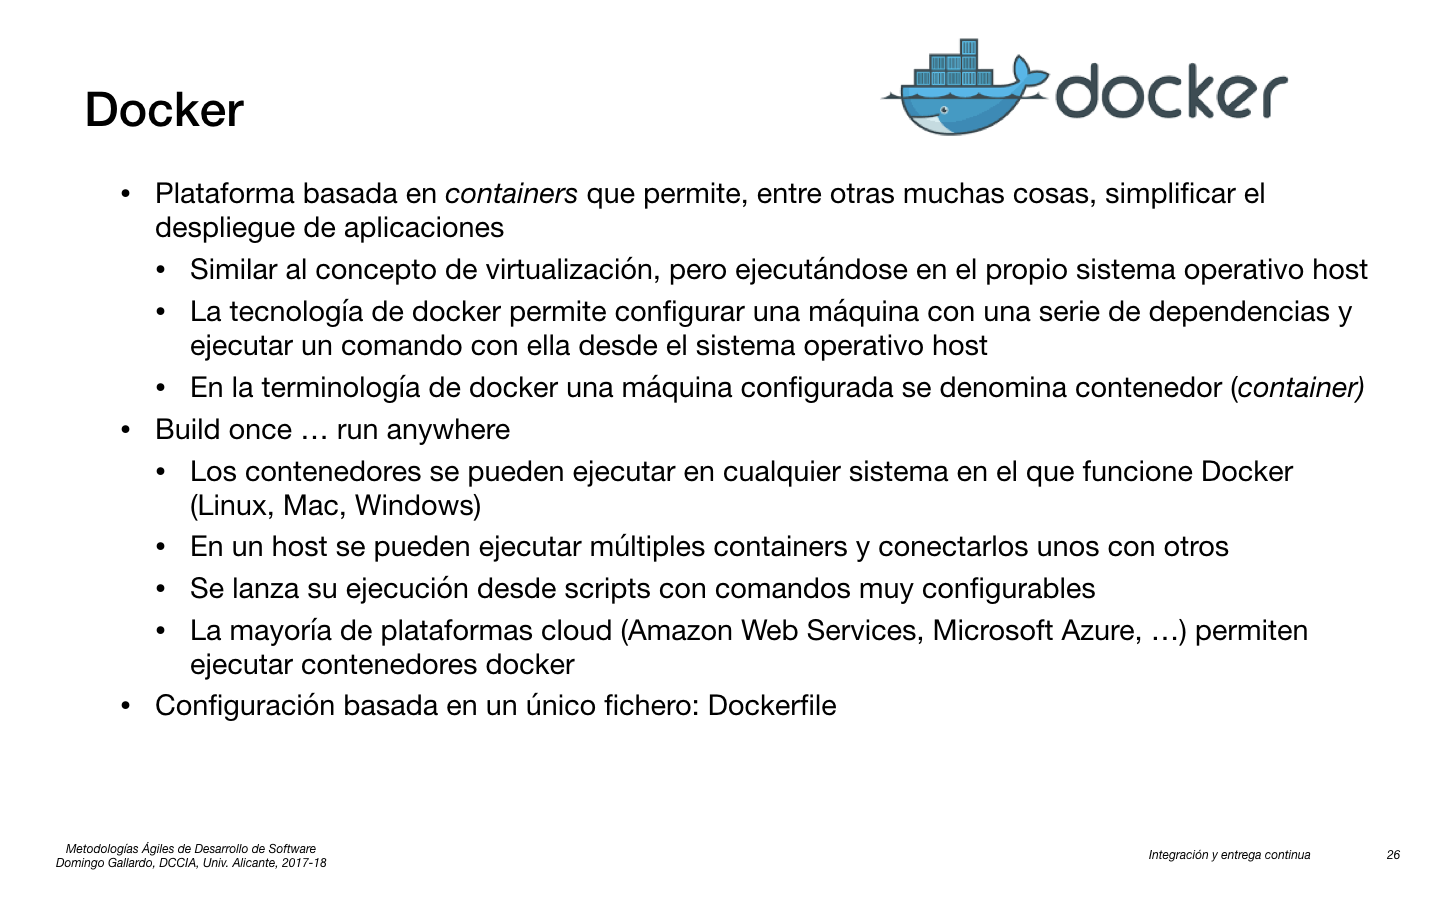 docker
Docker
• Plataforma basada en containers que permite, entre otras muchas cosas, simplificar el
despliegue de aplicaciones
• Similar al concepto de virtualización, pero ejecutándose en el propio sistema operativo host
• La tecnología de docker permite configurar una máquina con una serie de dependencias y
ejecutar un comando con ella desde el sistema operativo host
• En la terminología de docker una máquina configurada se denomina contenedor (container)
• Build once … run anywhere
• Los contenedores se pueden ejecutar en cualquier sistema en el que funcione Docker
(Linux, Mac, Windows)
• En un host se pueden ejecutar múltiples containers y conectarlos unos con otros
• Se lanza su ejecución desde scripts con comandos muy configurables
• La mayoría de plataformas cloud (Amazon Web Services, Microsoft Azure, …) permiten
ejecutar contenedores docker
• Configuración basada en un único fichero: Dockerfile
Metodologías Ágiles de Desarrollo de Software
Domingo Gallardo, DCCIA, Univ. Alicante, 2017-18
Integración y entrega continua
26